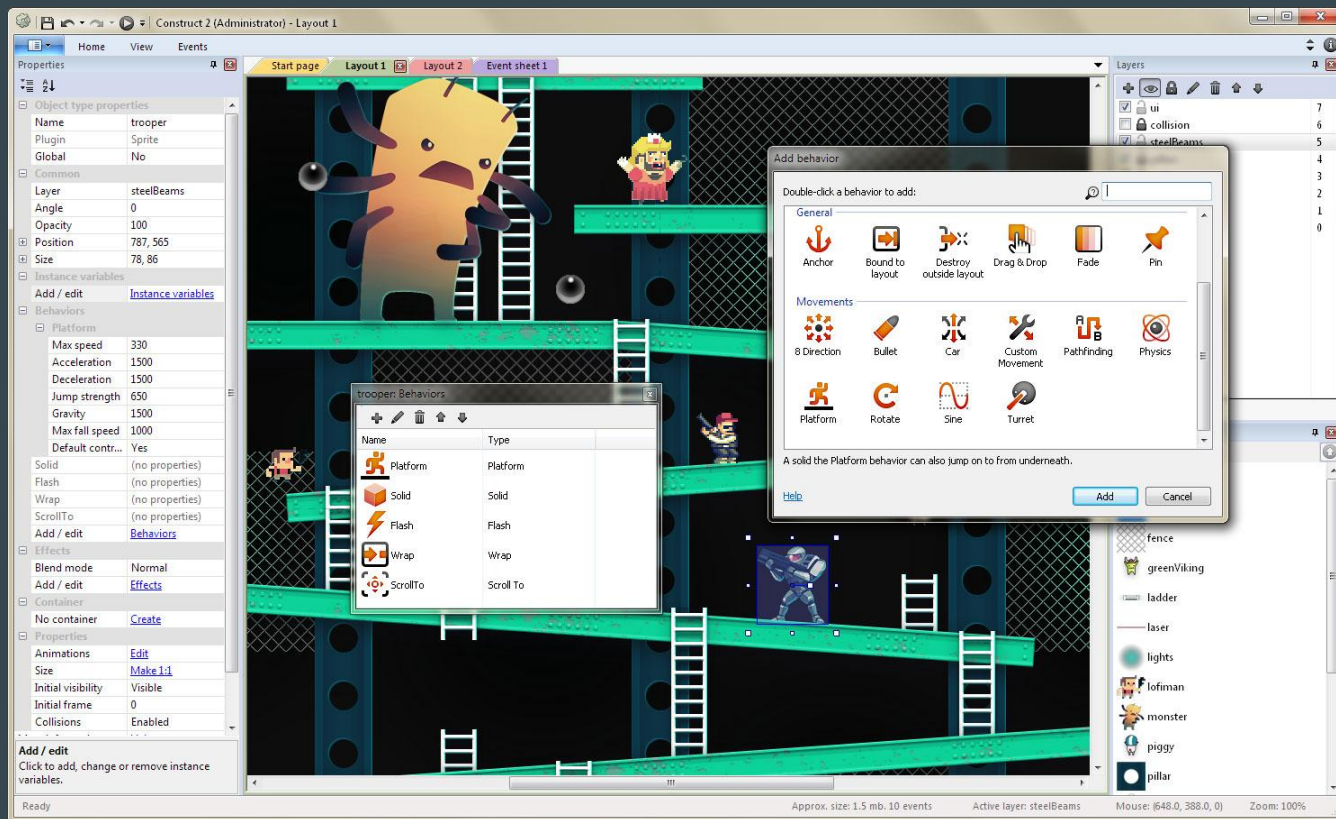 Construct 2 (Administrator) - Layout 1
Home View Events
Properties
Object type properties
Name trooper
Plugin Sprite
Global No
Common
Layer steelBeams
Angle 0
Opacity 100
Position 787, 565
Size 78, 86
Instance variables
Add / edit Instance variables
Behaviors
Platform
Max speed 330
Acceleration 1500
Deceleration 1500
Jump strength 650
Gravity 1500
Max fall speed 1000
Default contr... Yes
Solid (no properties)
Flash (no properties)
Wrap (no properties)
ScrollTo (no properties)
Add / edit Behaviors
Effects
Blend mode Normal
Add / edit Effects
Container
No container Create
Properties
Animations Edit
Size Make 1:1
Initial visibility Visible
Initial frame 0
Collisions Enabled
Add / edit
Click to add, change or remove instance
variables.
Start page Layout 1 Layout 2 Event sheet 1
trooper: Behaviors
Name Type
Platform Platform
Solid Solid
Flash Flash
Wrap Wrap
ScrollTo Scroll To
Add behavior
Double-click a behavior to add:
General
Anchor Bound to layout Destroy outside layout Drag & Drop Fade Pin
Movements
8 Direction Bullet Car Custom Movement Pathfinding Physics
Platform Rotate Sine Turret
A solid the Platform behavior can also jump on to from underneath.
Help Add Cancel
Layers
ui 7
collision 6
steelBeams 5
4
3
2
1
0
fence
greenViking
ladder
laser
lights
lofiman
monster
piggy
pillar
Ready Approx. size: 1.5 mb. 10 events Active layer: steelBeams Mouse: (648.0, 388.0, 0) Zoom: 100%